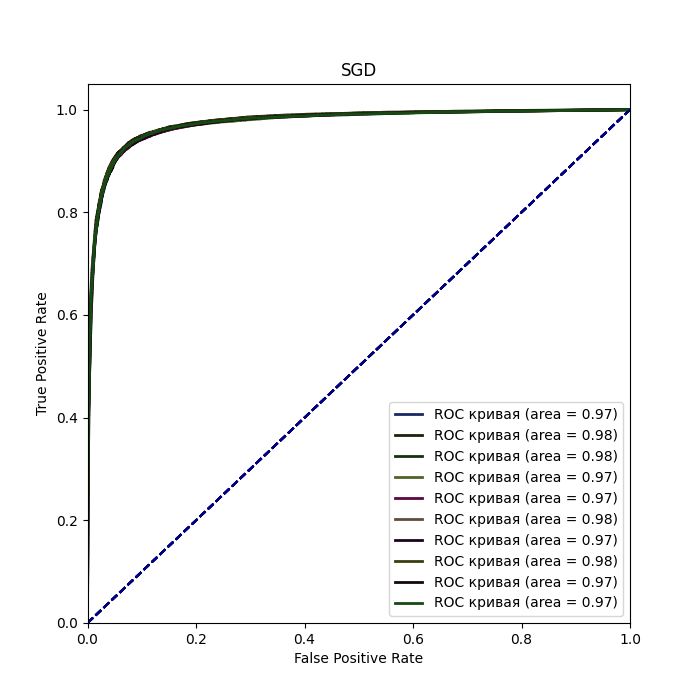 SGD
1.0
0.8
0.6
0.4
0.2
0.0
True Positive Rate
ROC кривая (area = 0.97)
ROC кривая (area = 0.98)
ROC кривая (area = 0.98)
ROC кривая (area = 0.97)
ROC кривая (area = 0.97)
ROC кривая (area = 0.98)
ROC кривая (area = 0.97)
ROC кривая (area = 0.98)
ROC кривая (area = 0.97)
ROC кривая (area = 0.97)
0.0 0.2 0.4 0.6 0.8 1.0
False Positive Rate